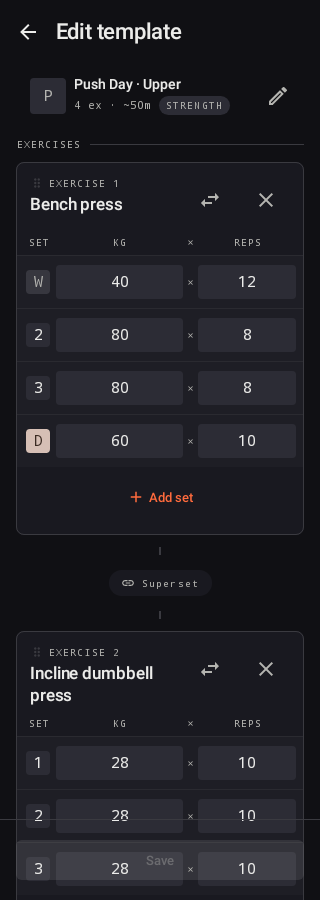 Edit template
P
Push Day · Upper
4 ex · ~50m STRENGTH
EXERCISES
EXERCISE 1
Bench press
SET KG × REPS
W 40 × 12
2 80 × 8
3 80 × 8
D 60 × 10
+ Add set
Superset
EXERCISE 2
Incline dumbbell
press
SET KG × REPS
1 28 × 10
2 28 × 10
3 28 × 10
Save